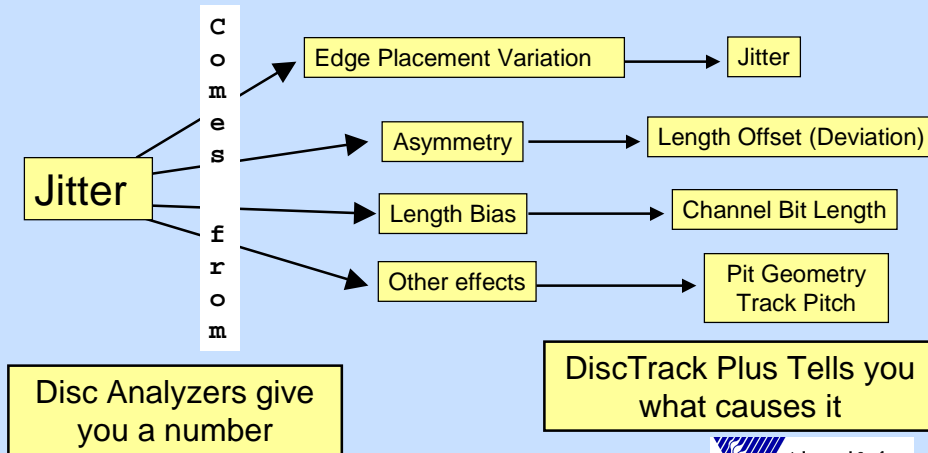 Comes from
Edge Placement Variation
Jitter
Asymmetry
Length Offset (Deviation)
Jitter
Length Bias
Channel Bit Length
Other effects
Pit Geometry
Track Pitch
Disc Analyzers give
you a number
DiscTrack Plus Tells you
what causes it